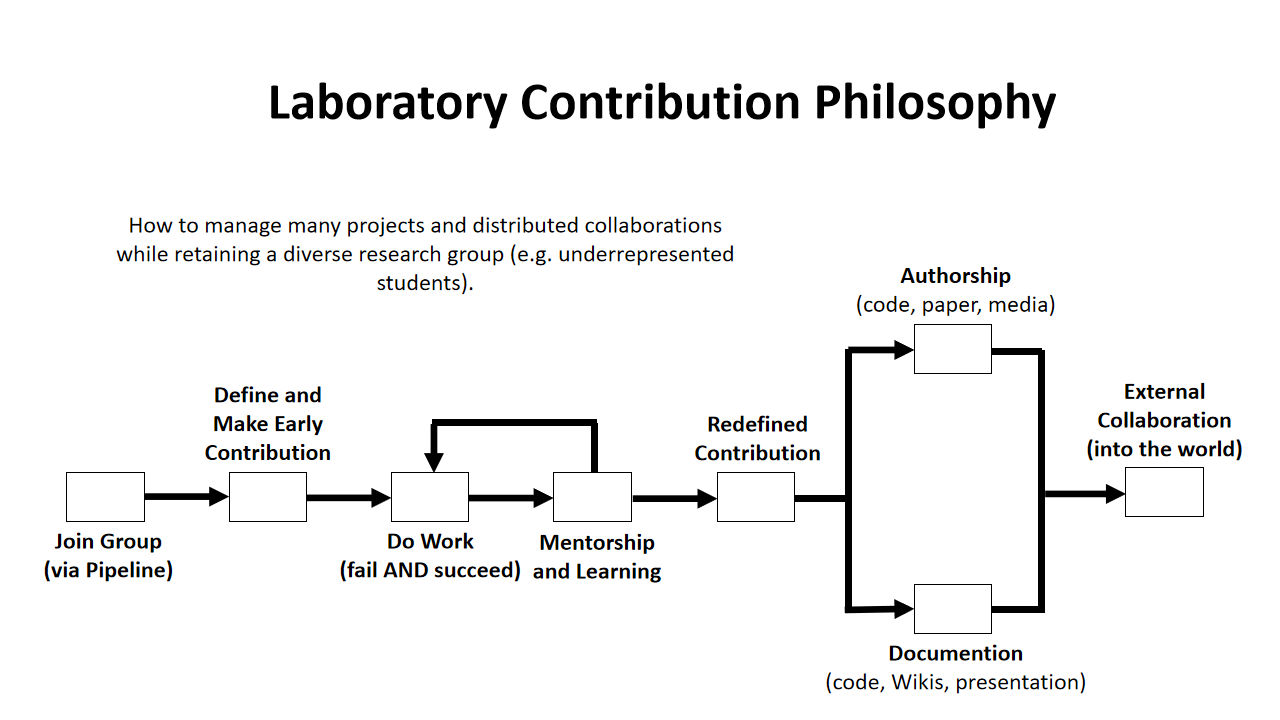 Laboratory Contribution Philosophy
How to manage many projects and distributed collaborations
while retaining a diverse research group (e.g. underrepresented
students).
Authorship
(code, paper, media)
Define and
Make Early
Contribution
Redefined
Contribution
External
Collaboration
(into the world)
Join Group
(via Pipeline)
Do Work
(fail AND succeed)
Mentorship
and Learning
Documention
(code, Wikis, presentation)